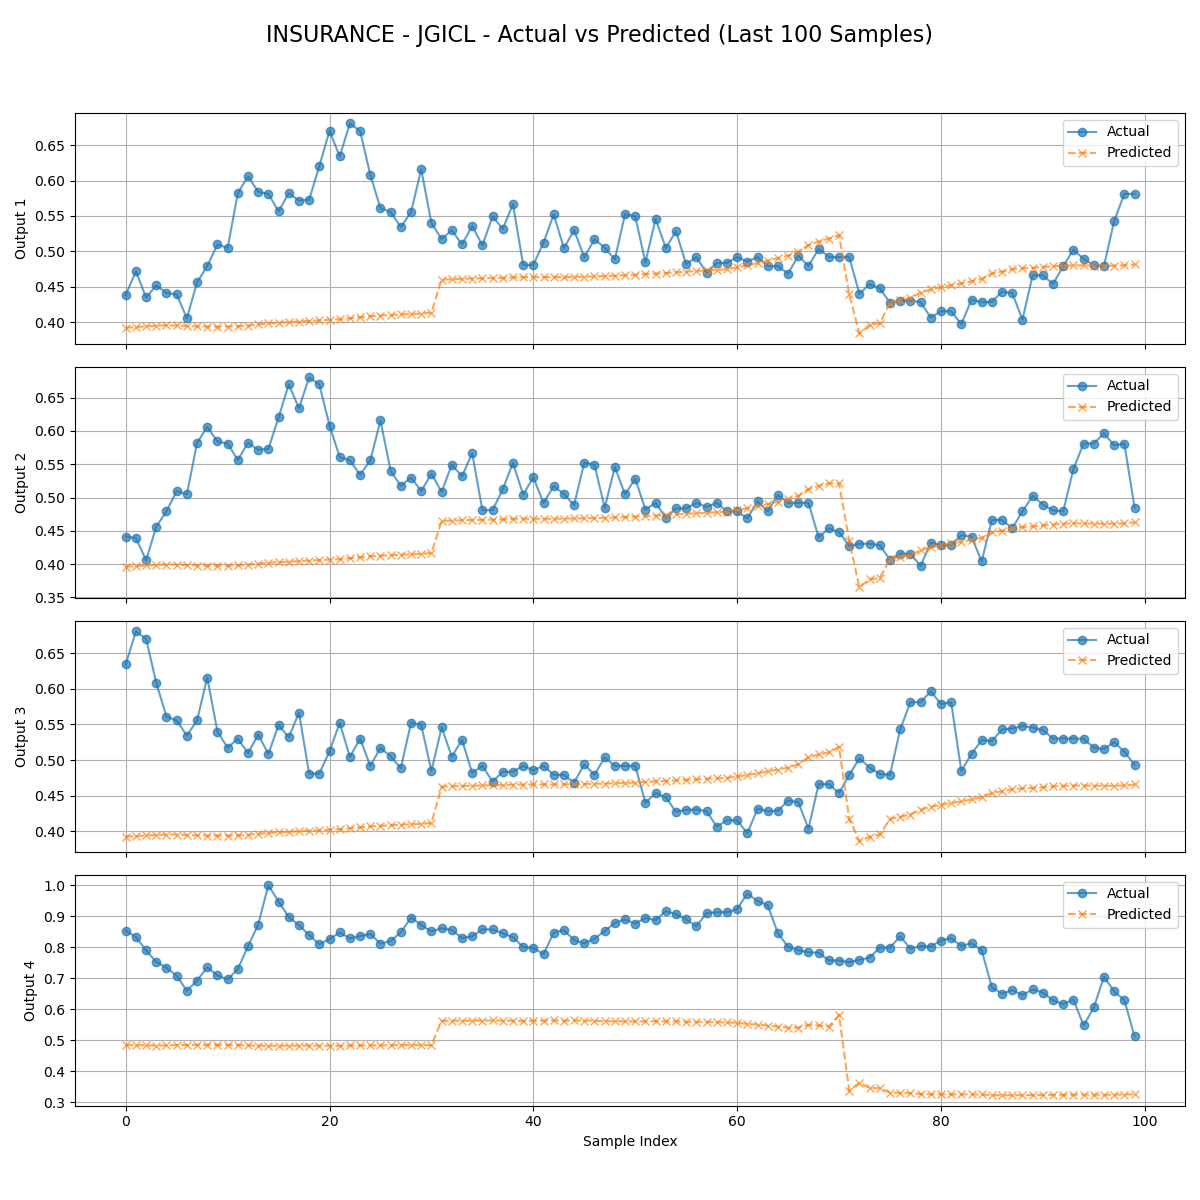 INSURANCE - JGICL - Actual vs Predicted (Last 100 Samples)
Output 1
0.65
0.60
0.55
0.50
0.45
0.40
Actual
Predicted
Output 2
0.65
0.60
0.55
0.50
0.45
0.40
0.35
Actual
Predicted
Output 3
0.65
0.60
0.55
0.50
0.45
0.40
Actual
Predicted
Output 4
1.0
0.9
0.8
0.7
0.6
0.5
0.4
0.3
Actual
Predicted
0 20 40 60 80 100
Sample Index